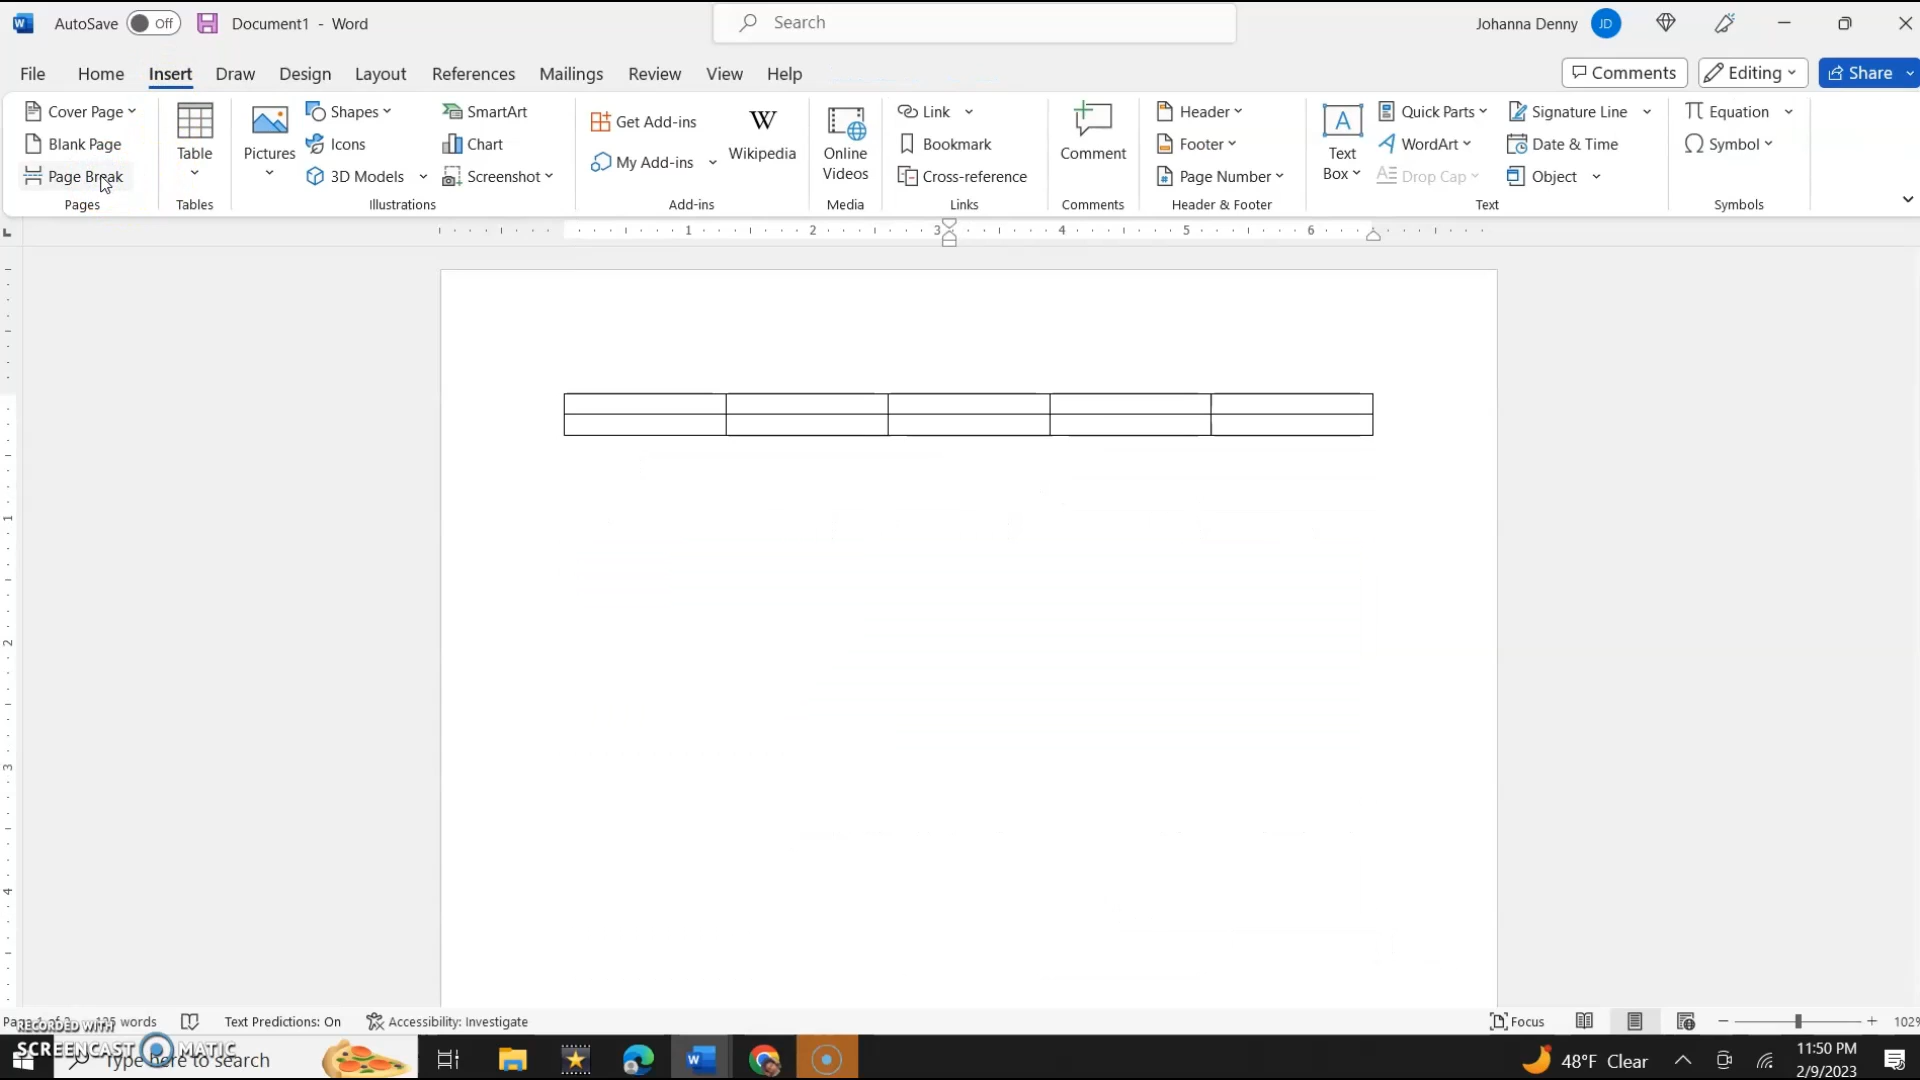 AutoSave Off Document1 - Word Search Johanna Denny JD
File Home Insert Draw Design Layout References Mailings Review View Help Comments Editing Share
Cover Page
Blank Page
Page Break
Pages
Table
Tables
Pictures
Shapes
Icons
3D Models
SmartArt
Chart
Screenshot
Illustrations
Get Add-ins
My Add-ins
W
Wikipedia
Add-ins
Online
Videos
Media
Link
Bookmark
Cross-reference
Links
Comment
Comments
Header
Footer
Page Number
Header & Footer
A
Text
Box
Quick Parts
WordArt
Drop Cap
Signature Line
Date & Time
Object
Text
Equation
Symbol
Symbols
1 2 3 4 5 6
1
2
3
4
words Text Predictions: On Accessibility: Investigate Focus 102%
RECORDED WITH
SCREENCAST MATIC
Type here to search
48°F Clear
11:50 PM
2/9/2023